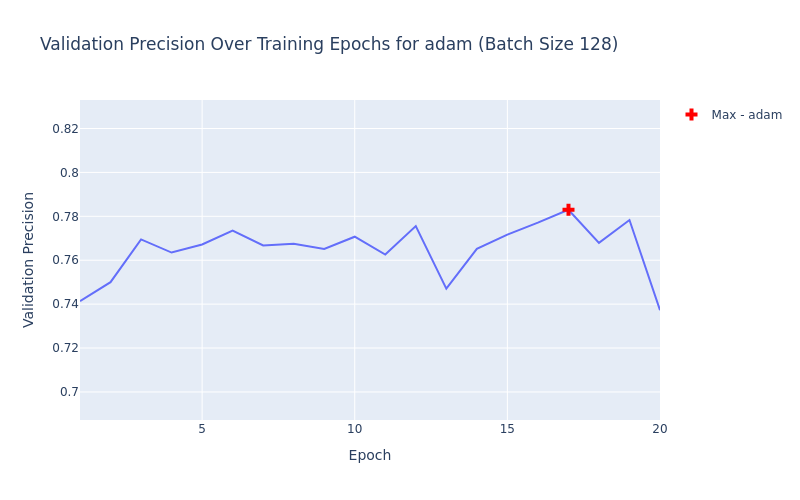 Validation Precision Over Training Epochs for adam (Batch Size 128)
Max - adam
Validation Precision
0.82
0.8
0.78
0.76
0.74
0.72
0.7
5 10 15 20
Epoch